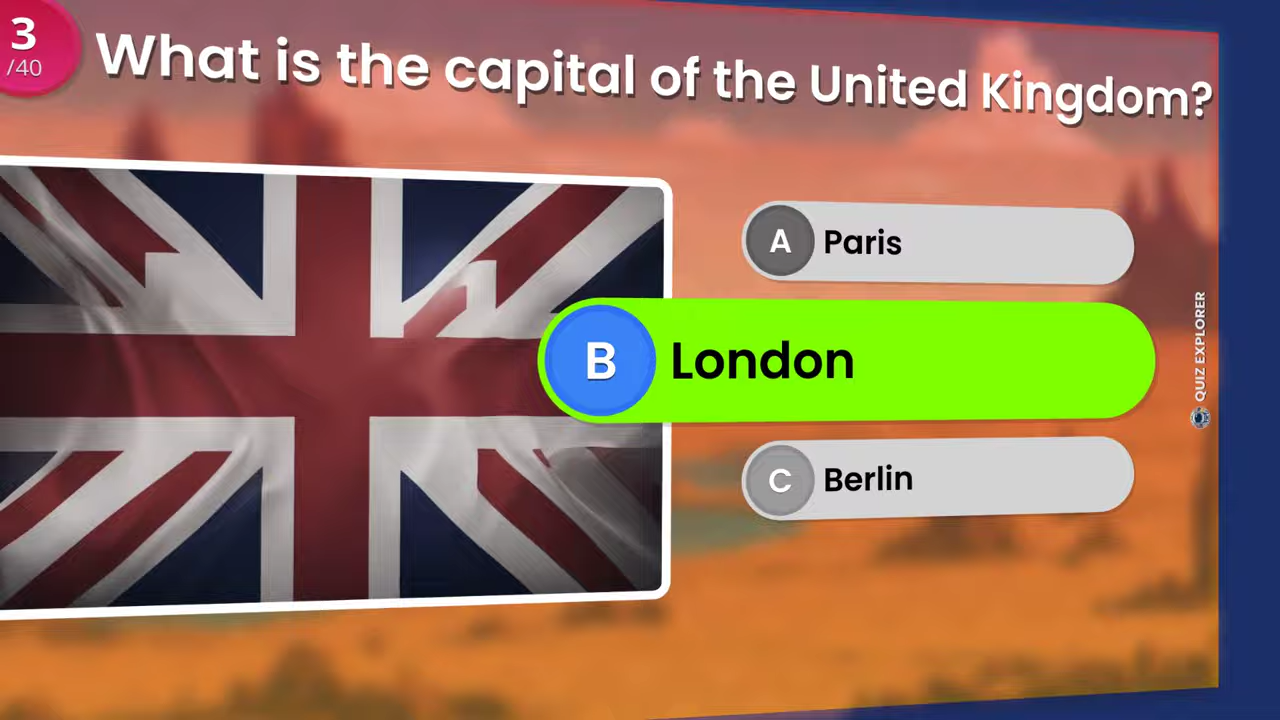 3
/40
What is the capital of the United Kingdom?
A Paris
B London
C Berlin
QUIZ EXPLORER